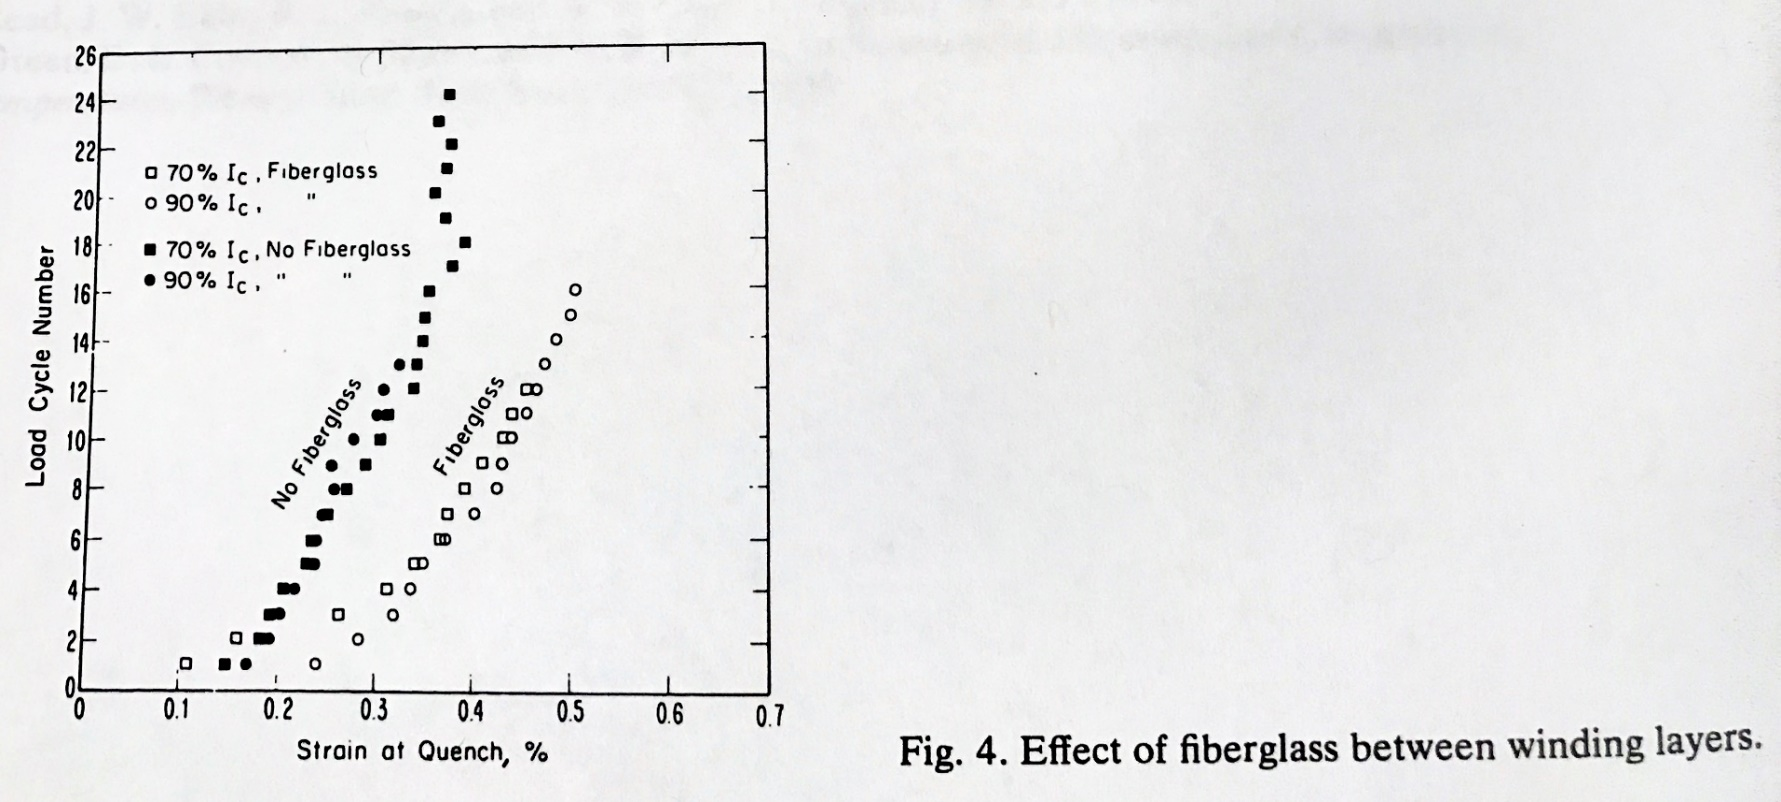 26
24
22
20
18
16
14
12
10
8
6
4
2
0
Load Cycle Number
□ 70% Ic, Fiberglass
○ 90% Ic, "
■ 70% Ic, No Fiberglass
● 90% Ic, " "
No Fiberglass
Fiberglass
0 0.1 0.2 0.3 0.4 0.5 0.6 0.7
Strain at Quench, %
Fig. 4. Effect of fiberglass between winding layers.